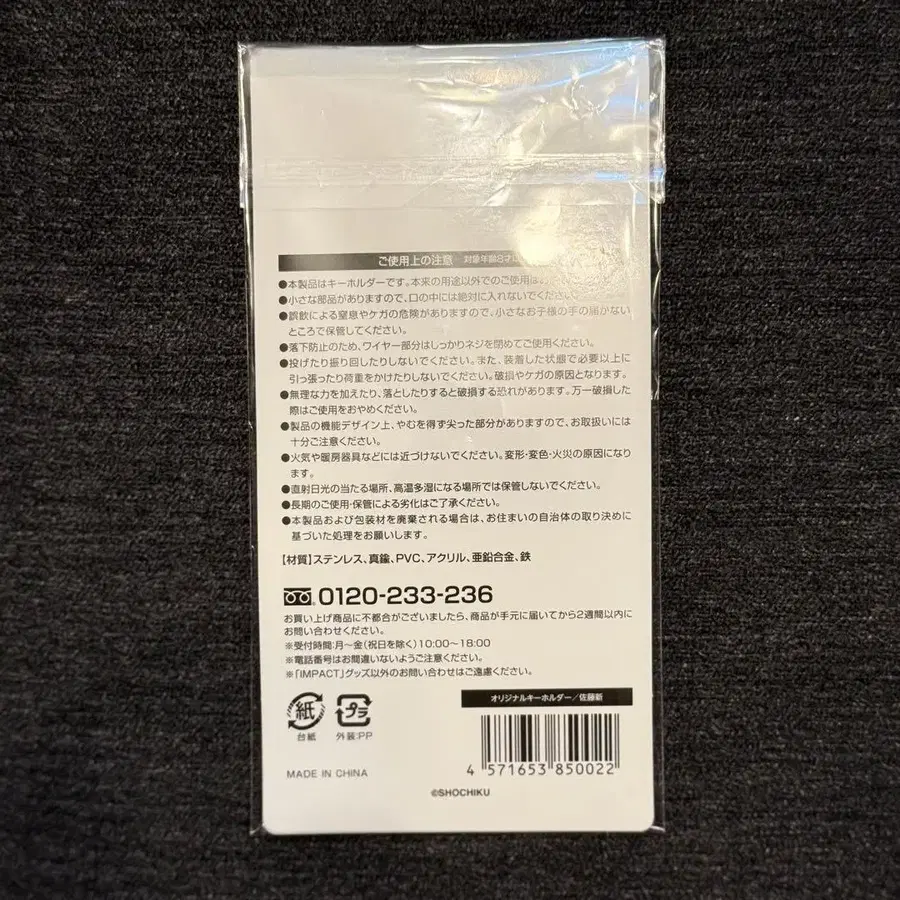 ご使用上の注意 対象年齢8才
●本製品はキーホルダーです。本来の用途以外でのご使用は
●小さな部品がありますので、口の中には絶対に入れないでください。
●誤飲による窒息やケガの危険がありますので、小さなお子様の手の届かない
ところで保管してください。
●落下防止のため、ワイヤー部分はしっかりネジを閉めてご使用ください。
●投げたり振り回したりしないでください。また、装着した状態で必要以上に
引っ張ったり荷重をかけたりしないでください。破損やケガの原因となります。
●無理な力を加えたり、落としたりすると破損する恐れがあります。万一破損した
際はご使用をおやめください。
●製品の機能デザイン上、やむを得ず尖った部分がありますので、お取扱いには
十分ご注意ください。
●火気や暖房器具などには近づけないでください。変形・変色・火災の原因になり
ます。
●直射日光の当たる場所、高温多湿になる場所では保管しないでください。
●長期のご使用・保管による劣化はご了承ください。
●本製品および包装材を廃棄される場合は、お住まいの自治体の取り決めに
基づいた処理をお願いします。
【材質】ステンレス、真鍮、PVC、アクリル、亜鉛合金、鉄
0120-233-236
お買い上げ商品に不都合がございましたら、商品が手元に届いてから2週間以内に
お問い合わせください。
※受付時間:月～金(祝日を除く)10:00～18:00
※電話番号はお間違いないようご注意ください。
※「IMPACT」グッズ以外のお問い合わせはご遠慮ください。
紙
台紙
プラ
外装:PP
オリジナルキーホルダー/佐藤新
4 571653 850022
MADE IN CHINA
©SHOCHIKU